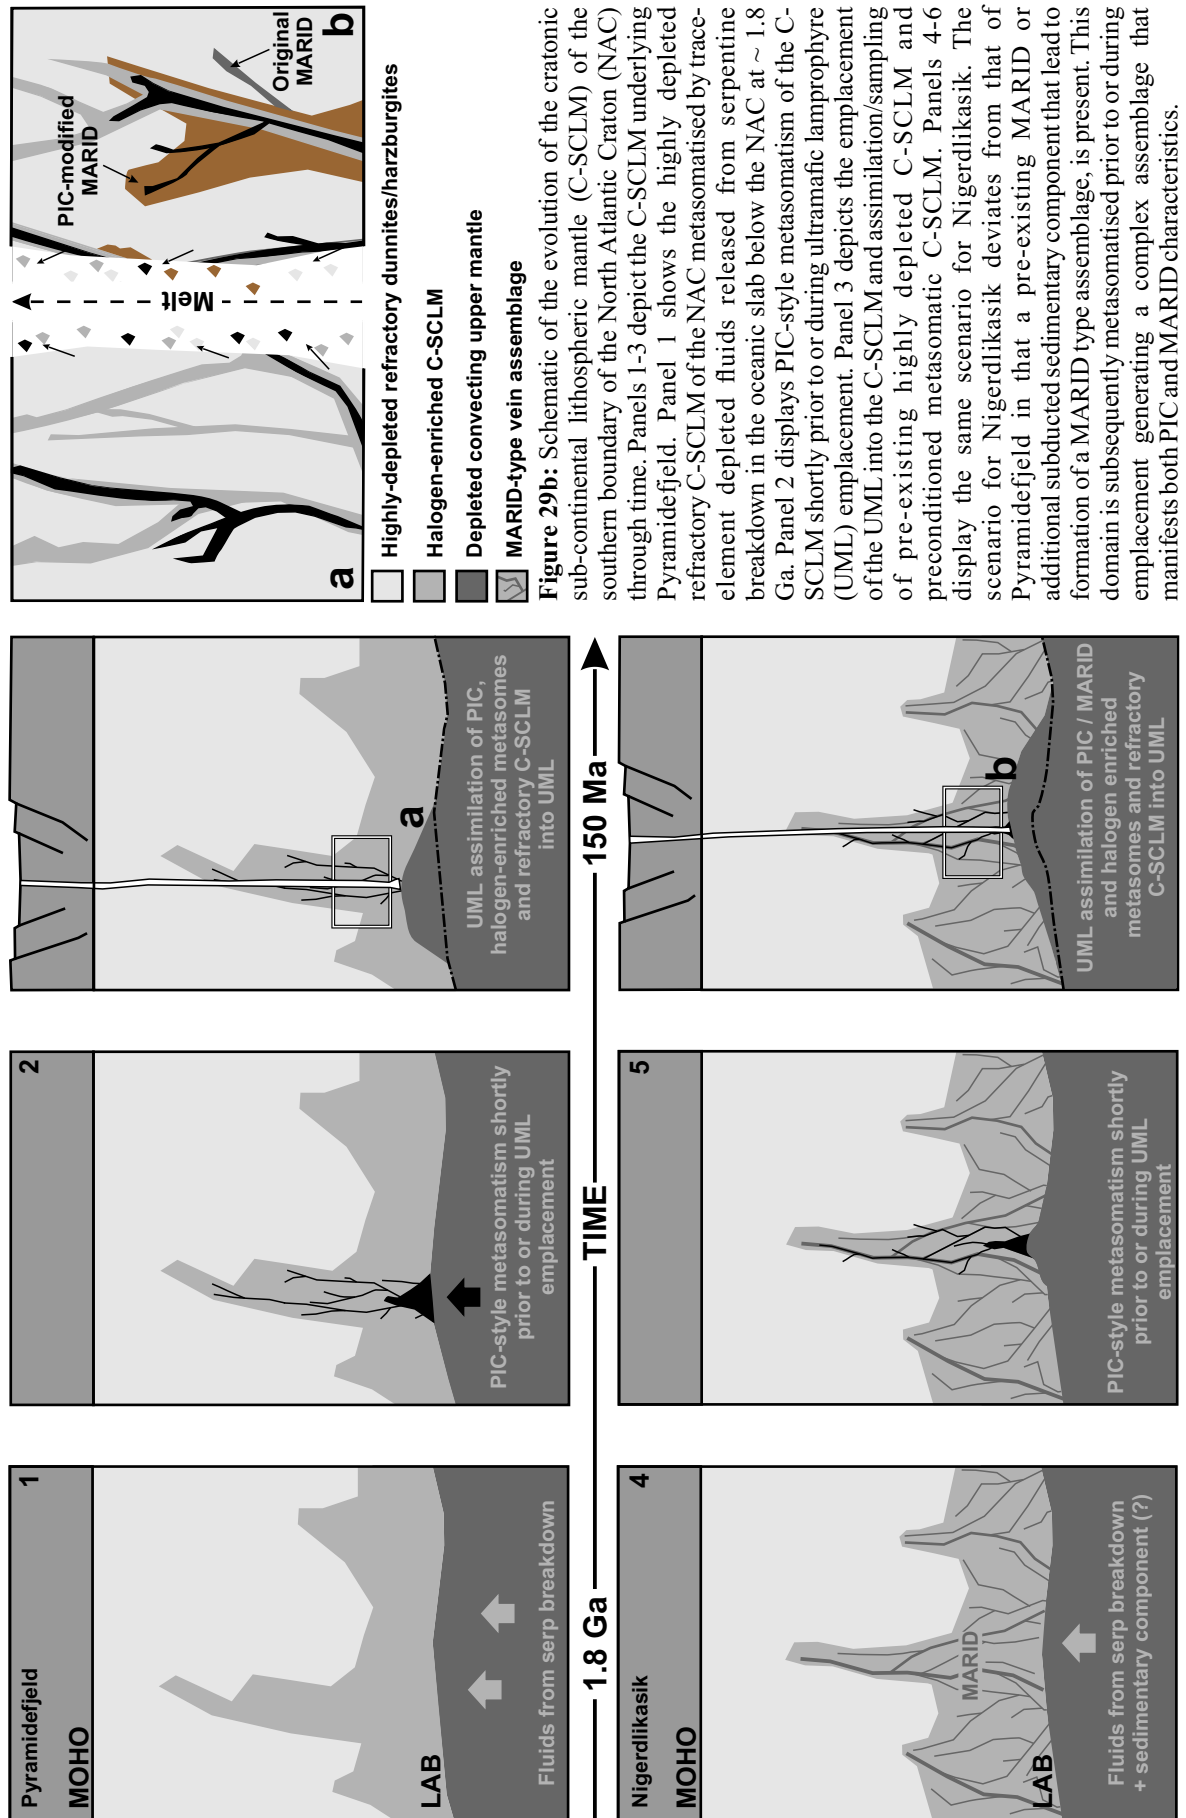 Pyramidefjeld
1
MOHO
LAB
Fluids from serp breakdown
2
PIC-style metasomatism shortly
prior to or during UML
emplacement
a
UML assimilation of PIC,
halogen-enriched metasomes
and refractory C-SCLM
into UML
1.8 Ga
TIME
150 Ma
Nigerdlikasik
4
MOHO
MARID
LAB
Fluids from serp breakdown
+ sedimentary component (?)
5
PIC-style metasomatism shortly
prior to or during UML
emplacement
b
UML assimilation of PIC / MARID
and halogen enriched
metasomes and refractory
C-SCLM into UML
a
Melt
PIC-modified
MARID
Original
MARID
b
Highly-depleted refractory dunnites/harzburgites
Halogen-enriched C-SCLM
Depleted convecting upper mantle
MARID-type vein assemblage
Figure 29b: Schematic of the evolution of the cratonic
sub-continental lithospheric mantle (C-SCLM) of the
southern boundary of the North Atlantic Craton (NAC)
through time. Panels 1-3 depict the C-SCLM underlying
Pyramidefjeld. Panel 1 shows the highly depleted
refractory C-SCLM of the NAC metasomatised by trace-
element depleted fluids released from serpentine
breakdown in the oceanic slab below the NAC at ~ 1.8
Ga. Panel 2 displays PIC-style metasomatism of the C-
SCLM shortly prior to or during ultramafic lamprophyre
(UML) emplacement. Panel 3 depicts the emplacement
of the UML into the C-SCLM and assimilation/sampling
of pre-existing highly depleted C-SCLM and
preconditioned metasomatic C-SCLM. Panels 4-6
display the same scenario for Nigerdlikasik. The
scenario for Nigerdlikasik deviates from that of
Pyramidefjeld in that a pre-existing MARID or
additional subducted sedimentary component that lead to
formation of a MARID type assemblage, is present. This
domain is subsequently metasomatised prior to or during
emplacement generating a complex assemblage that
manifests both PIC and MARID characteristics.